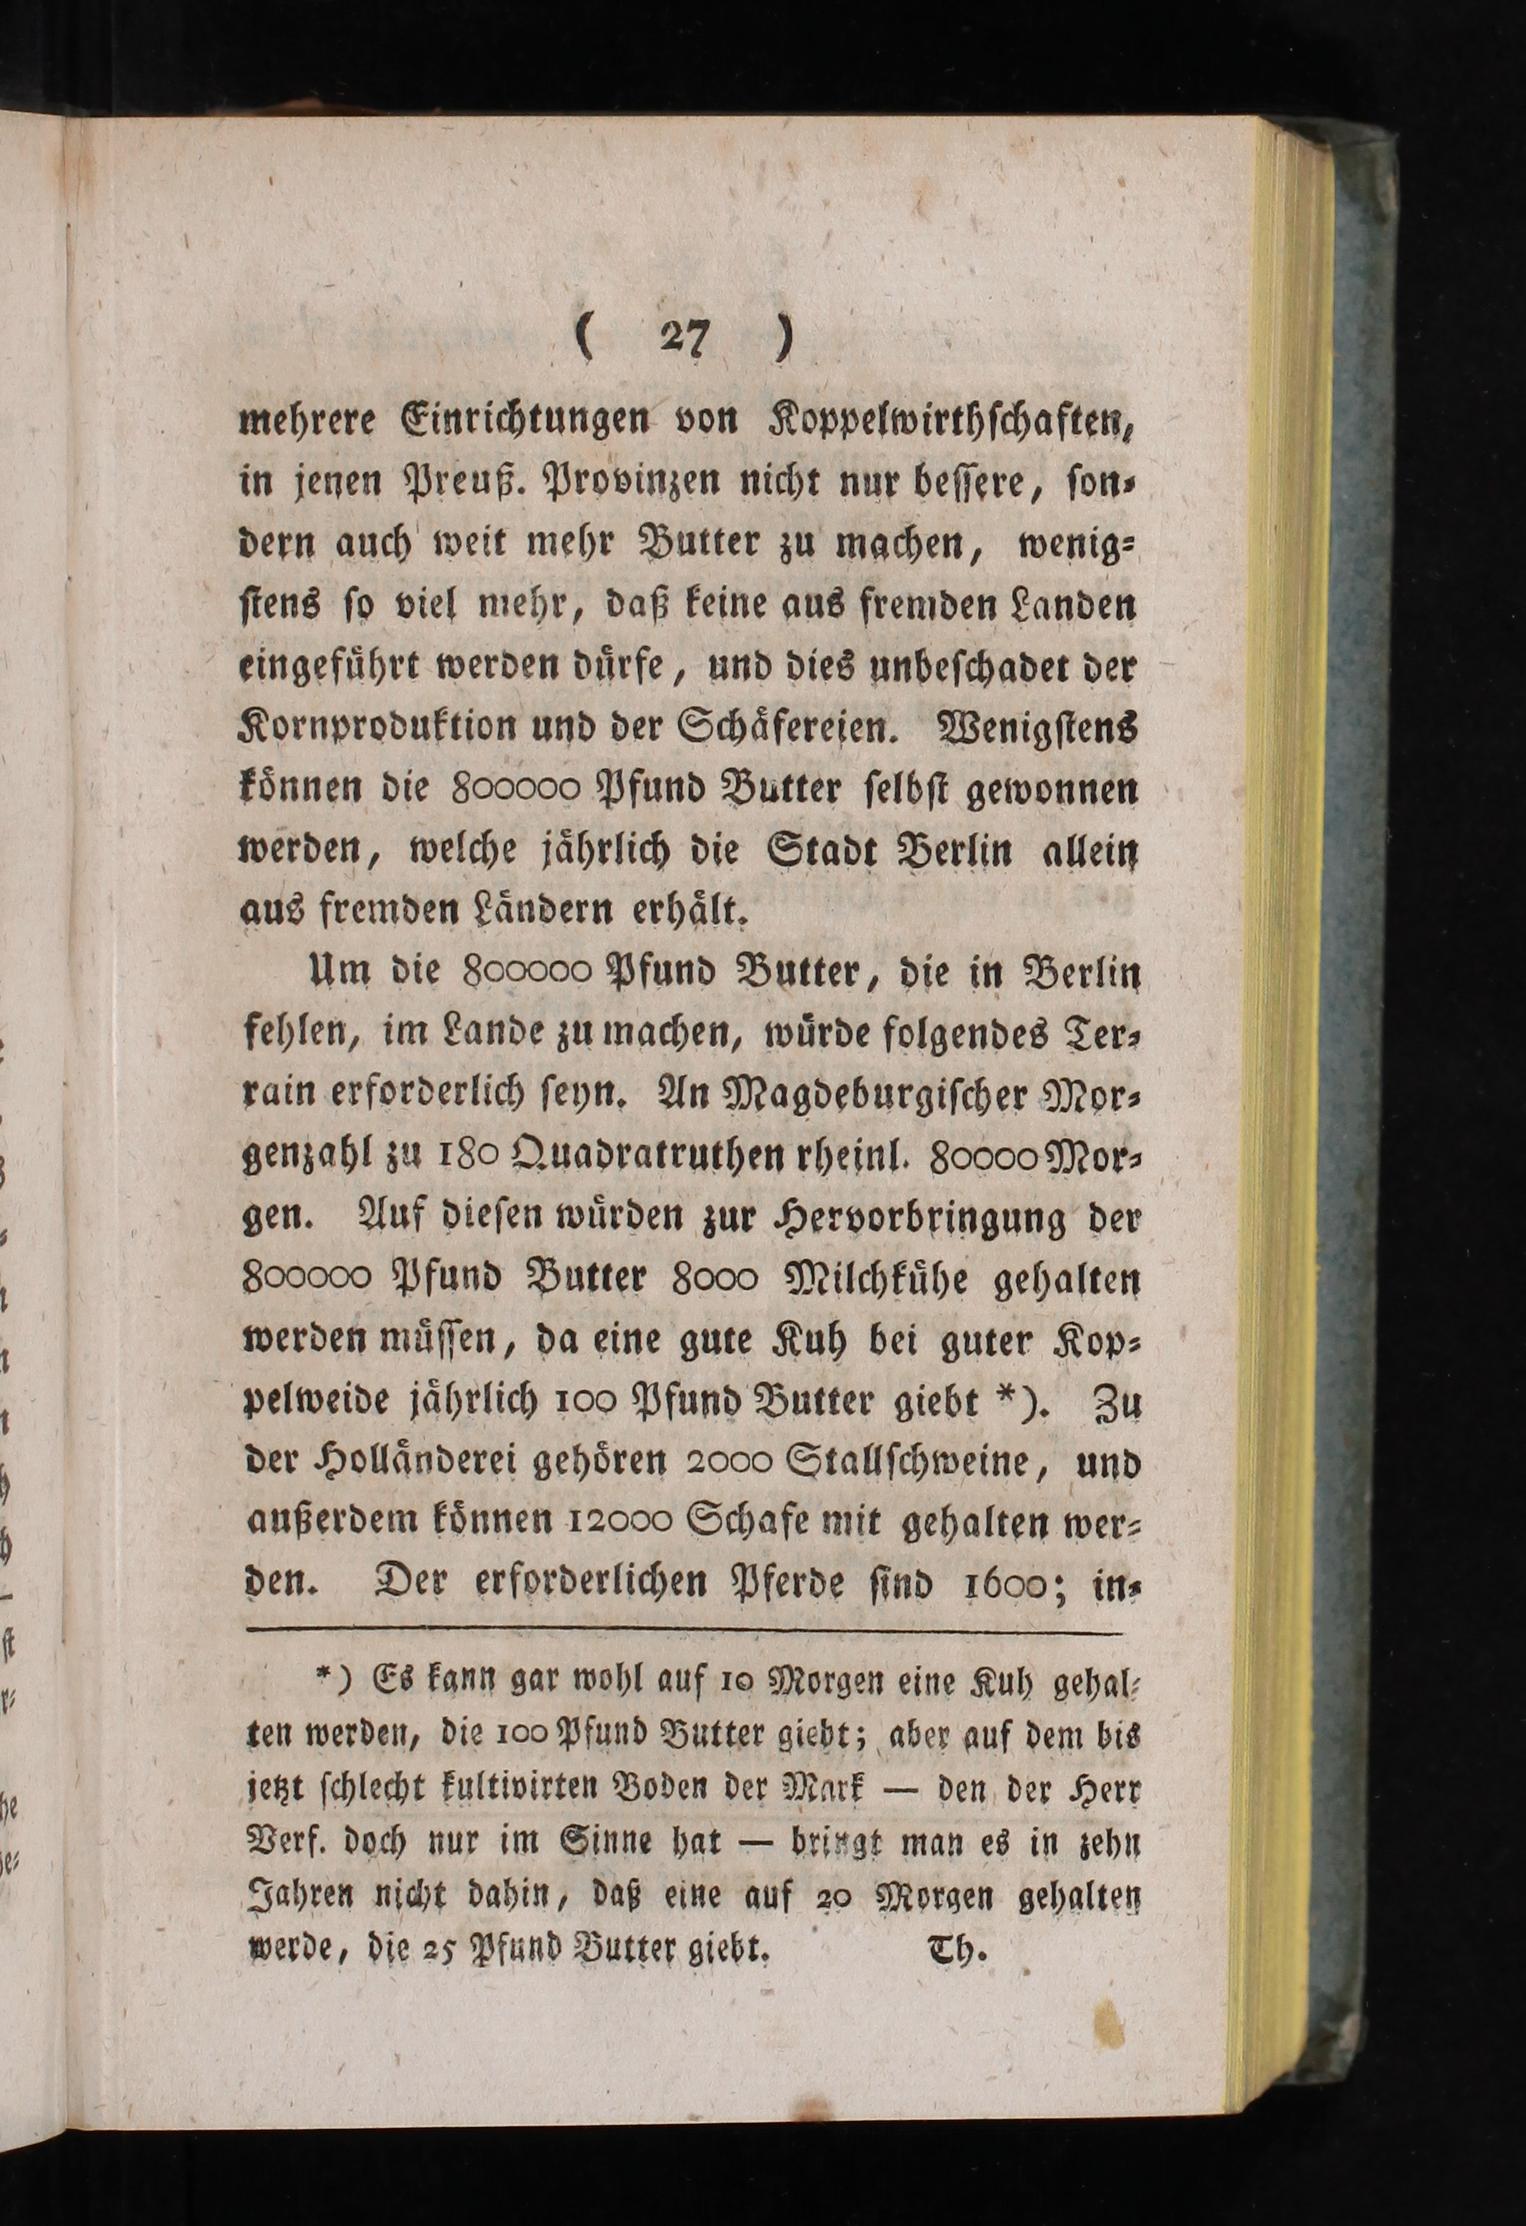 ( 27 )
mehrere Einrichtungen von Koppelwirthschaften,
in jenen Preuß. Provinzen nicht nur bessere, son-
dern auch weit mehr Butter zu machen, wenig-
stens so viel mehr, daß keine aus fremden Landen
eingeführt werden dürfe, und dies unbeschadet der
Kornproduktion und der Schäfereien. Wenigstens
können die 800000 Pfund Butter selbst gewonnen
werden, welche jährlich die Stadt Berlin allein
aus fremden Ländern erhält.
Um die 800000 Pfund Butter, die in Berlin
fehlen, im Lande zu machen, würde folgendes Ter-
rain erforderlich seyn. An Magdeburgischer Mor-
genzahl zu 180 Quadratruthen rheinl. 80000 Mor-
gen. Auf diesen würden zur Hervorbringung der
800000 Pfund Butter 8000 Milchkühe gehalten
werden müssen, da eine gute Kuh bei guter Kop-
pelweide jährlich 100 Pfund Butter giebt *). Zu
der Holländerei gehören 2000 Stallschweine, und
außerdem können 12000 Schafe mit gehalten wer-
den. Der erforderlichen Pferde sind 1600; in-
*) Es kann gar wohl auf 10 Morgen eine Kuh gehal-
ten werden, die 100 Pfund Butter giebt; aber auf dem bis
jetzt schlecht kultivirten Boden der Mark — den der Herr
Verf. doch nur im Sinne hat — bringt man es in zehn
Jahren nicht dahin, daß eine auf 20 Morgen gehalten
werde, die 25 Pfund Butter giebt. Th.